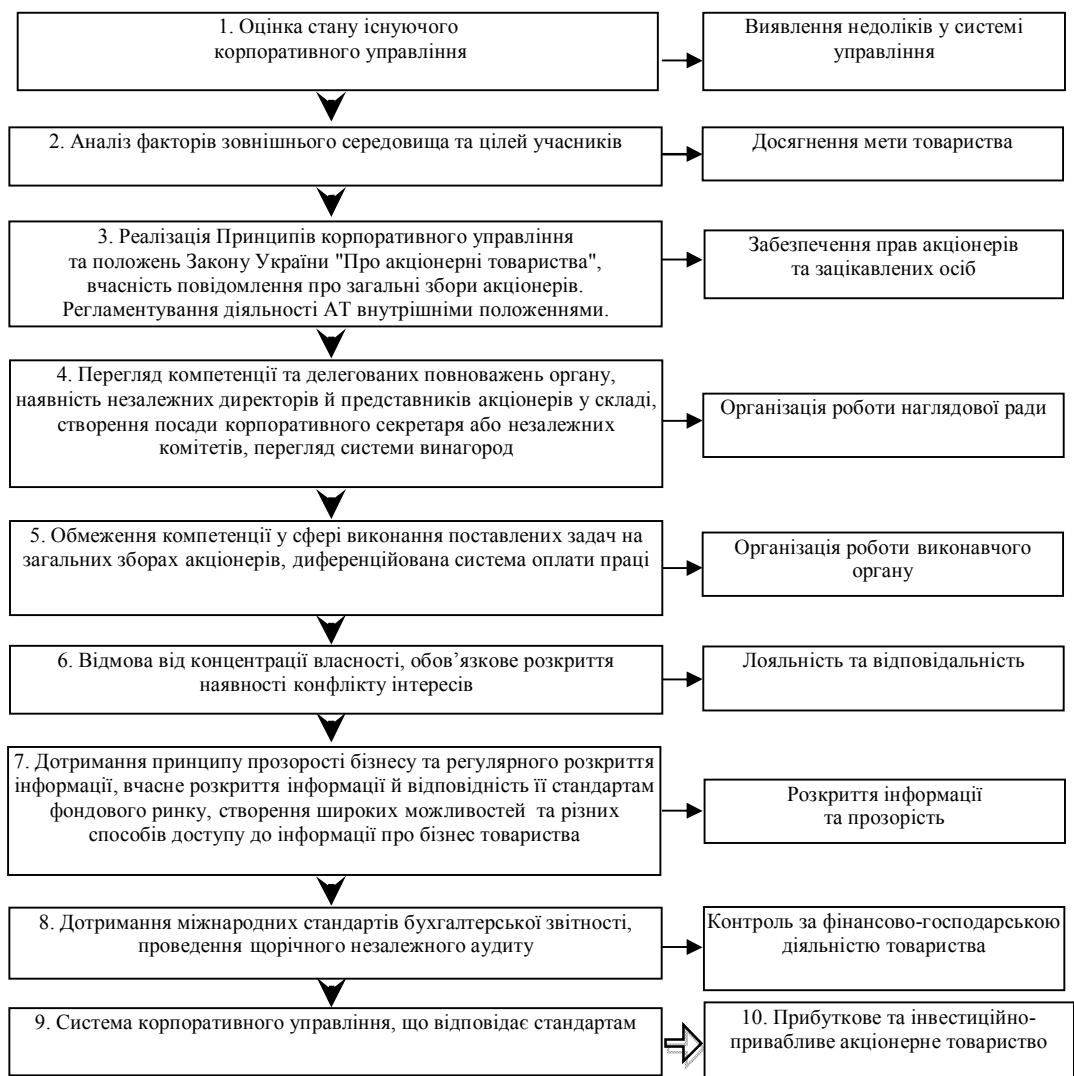 1. Оцінка стану існуючого
корпоративного управління
Виявлення недоліків у системі
управління
2. Аналіз факторів зовнішнього середовища та цілей учасників
Досягнення мети товариства
3. Реалізація Принципів корпоративного управління
та положень Закону України "Про акціонерні товариства",
вчасність повідомлення про загальні збори акціонерів.
Регламентування діяльності АТ внутрішніми положеннями.
Забезпечення прав акціонерів
та зацікавлених осіб
4. Перегляд компетенції та делегованих повноважень органу,
наявність незалежних директорів й представників акціонерів у складі,
створення посади корпоративного секретаря або незалежних
комітетів, перегляд системи винагород
Організація роботи наглядової ради
5. Обмеження компетенції у сфері виконання поставлених задач на
загальних зборах акціонерів, диференційована система оплати праці
Організація роботи виконавчого
органу
6. Відмова від концентрації власності, обов’язкове розкриття
наявності конфлікту інтересів
Лояльність та відповідальність
7. Дотримання принципу прозорості бізнесу та регулярного розкриття
інформації, вчасне розкриття інформації й відповідність її стандартам
фондового ринку, створення широких можливостей та різних
способів доступу до інформації про бізнес товариства
Розкриття інформації
та прозорість
8. Дотримання міжнародних стандартів бухгалтерської звітності,
проведення щорічного незалежного аудиту
Контроль за фінансово-господарською
діяльністю товариства
9. Система корпоративного управління, що відповідає стандартам
10. Прибуткове та інвестиційно-
привабливе акціонерне товариство